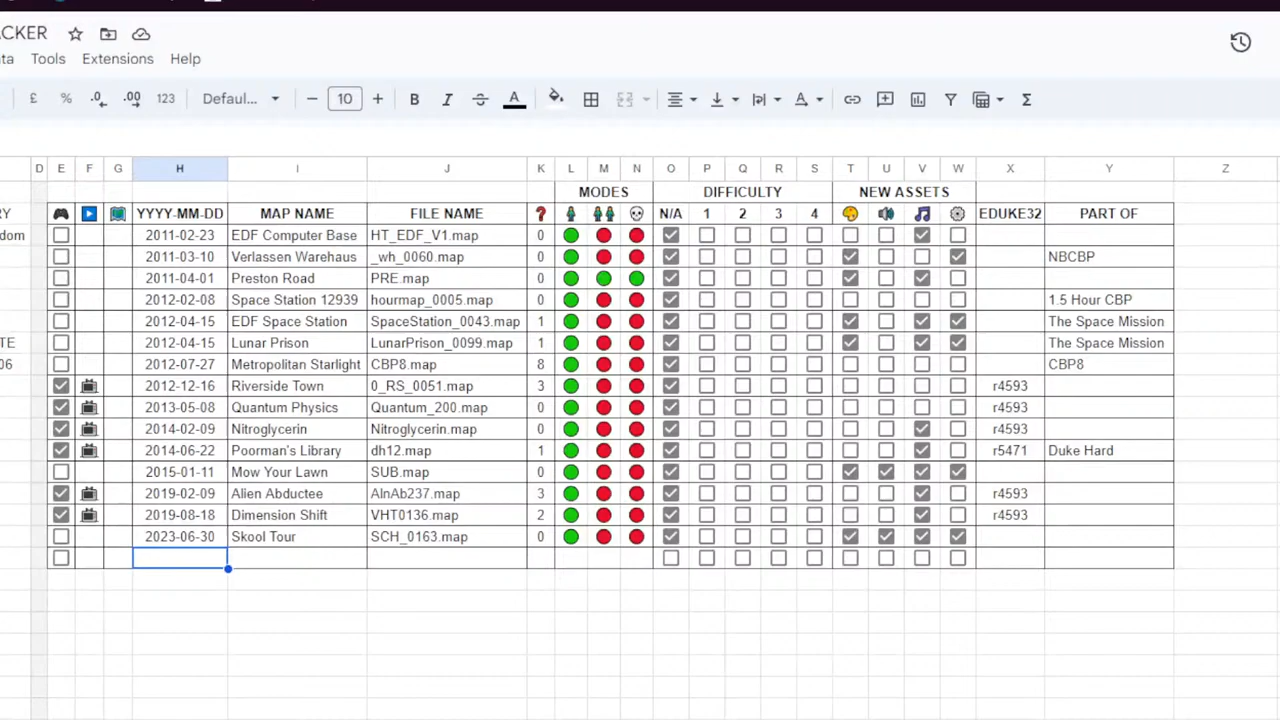 ACKER
ta Tools Extensions Help
£ % .0 .00 123 Defaul... 10 B I A A Σ
D E F G H I J K L M N O P Q R S T U V W X Y Z
MODES DIFFICULTY NEW ASSETS
RY YYYY-MM-DD MAP NAME FILE NAME ? N/A 1 2 3 4 EDUKE32 PART OF
dom 2011-02-23 EDF Computer Base HT_EDF_V1.map 0
2011-03-10 Verlassen Warehaus _wh_0060.map 0 NBCBP
2011-04-01 Preston Road PRE.map 0
2012-02-08 Space Station 12939 hourmap_0005.map 0 1.5 Hour CBP
2012-04-15 EDF Space Station SpaceStation_0043.map 1 The Space Mission
TE 2012-04-15 Lunar Prison LunarPrison_0099.map 1 The Space Mission
06 2012-07-27 Metropolitan Starlight CBP8.map 8 CBP8
2012-12-16 Riverside Town 0_RS_0051.map 3 r4593
2013-05-08 Quantum Physics Quantum_200.map 0 r4593
2014-02-09 Nitroglycerin Nitroglycerin.map 0 r4593
2014-06-22 Poorman's Library dh12.map 1 r5471 Duke Hard
2015-01-11 Mow Your Lawn SUB.map 0
2019-02-09 Alien Abductee AlnAb237.map 3 r4593
2019-08-18 Dimension Shift VHT0136.map 2 r4593
2023-06-30 Skool Tour SCH_0163.map 0